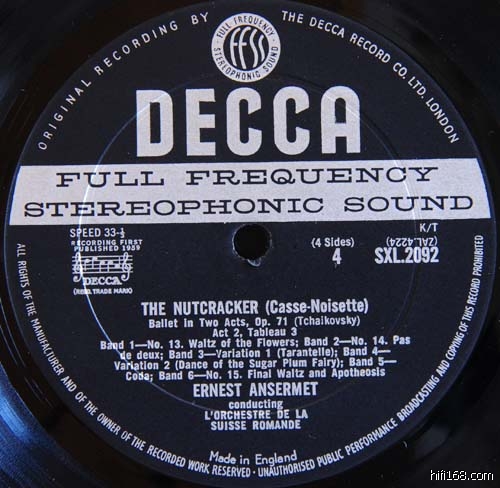 ORIGINAL RECORDING BY THE DECCA RECORD CO. LTD. LONDON
FULL FREQUENCY · STEREOPHONIC SOUND ·
FFSS
DECCA
FULL FREQUENCY
STEREOPHONIC SOUND
SPEED 33-⅓
RECORDING FIRST
PUBLISHED 1959
DECCA
(REGD. TRADE MARK)
K/T
(4 Sides) (ZAL.4224)
4 SXL.2092
THE NUTCRACKER (Casse-Noisette)
Ballet in Two Acts, Op. 71 (Tchaikovsky)
Act 2, Tableau 3
Band 1—No. 13. Waltz of the Flowers; Band 2—No. 14. Pas
de deux; Band 3—Variation 1 (Tarantelle); Band 4—
Variation 2 (Dance of the Sugar Plum Fairy); Band 5—
Coda; Band 6—No. 15. Final Waltz and Apotheosis
ERNEST ANSERMET
conducting
L'ORCHESTRE DE LA
SUISSE ROMANDE
Made in England
ALL RIGHTS OF THE MANUFACTURER AND OF THE OWNER OF THE RECORDED WORK RESERVED · UNAUTHORISED PUBLIC PERFORMANCE BROADCASTING AND COPYING OF THIS RECORD PROHIBITED
hifi168.com